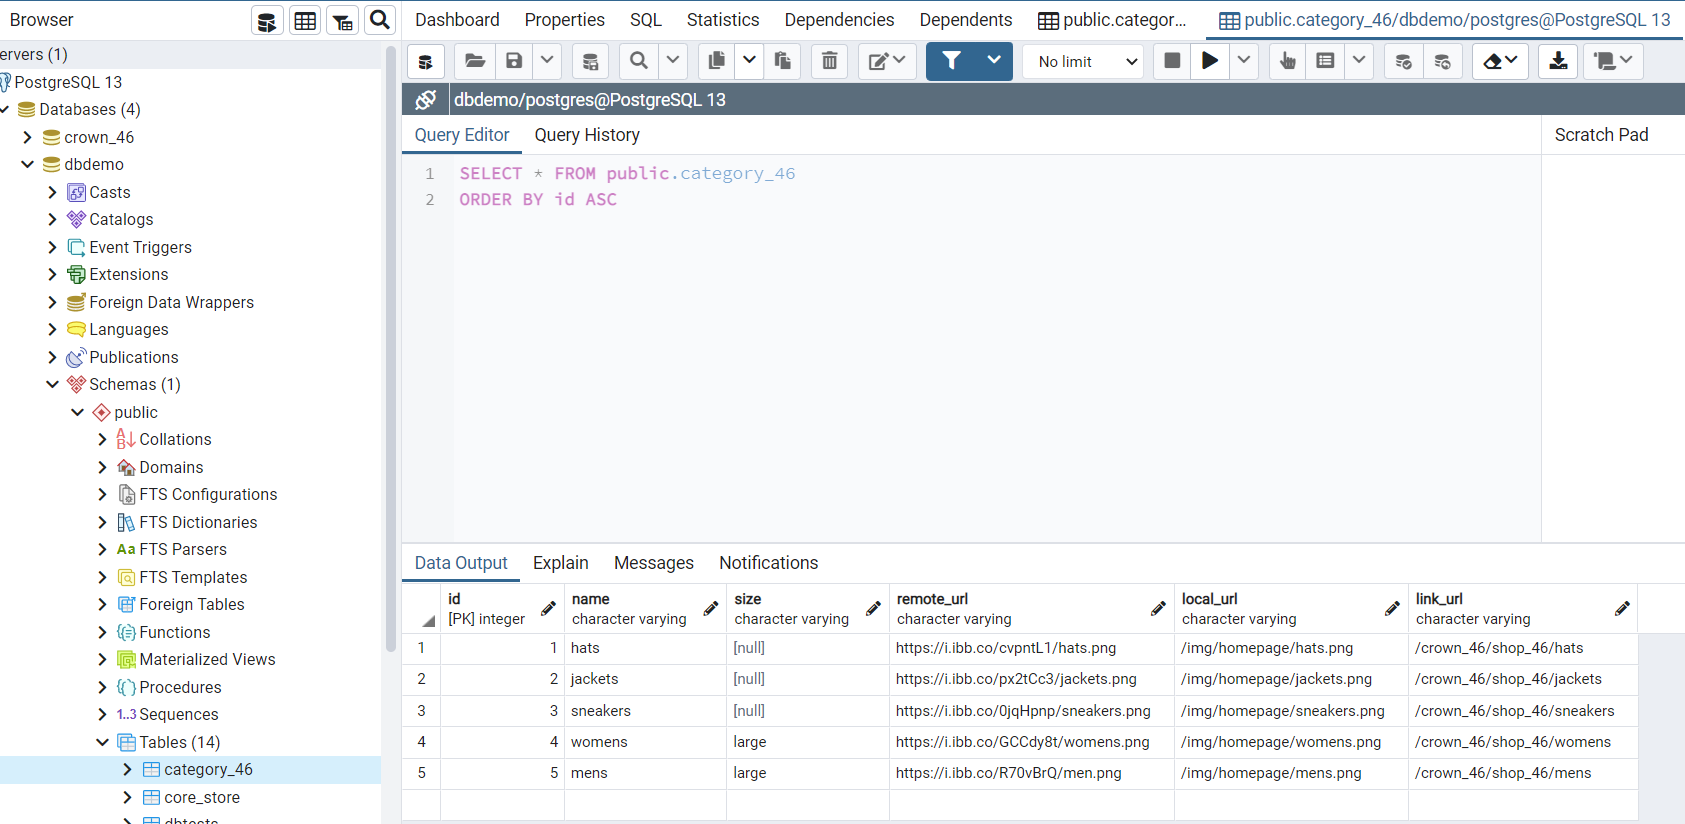 Browser
Dashboard Properties SQL Statistics Dependencies Dependents public.categor... public.category_46/dbdemo/postgres@PostgreSQL 13
No limit
dbdemo/postgres@PostgreSQL 13
Query Editor Query History
Scratch Pad
1 SELECT * FROM public.category_46
2 ORDER BY id ASC
ervers (1)
PostgreSQL 13
Databases (4)
crown_46
dbdemo
Casts
Catalogs
Event Triggers
Extensions
Foreign Data Wrappers
Languages
Publications
Schemas (1)
public
Collations
Domains
FTS Configurations
FTS Dictionaries
Aa FTS Parsers
FTS Templates
Foreign Tables
Functions
Materialized Views
Procedures
1..3 Sequences
Tables (14)
category_46
core_store
dbtests
Data Output Explain Messages Notifications
id name size remote_url local_url link_url
[PK] integer character varying character varying character varying character varying character varying
1 1 hats [null] https://i.ibb.co/cvpntL1/hats.png /img/homepage/hats.png /crown_46/shop_46/hats
2 2 jackets [null] https://i.ibb.co/px2tCc3/jackets.png /img/homepage/jackets.png /crown_46/shop_46/jackets
3 3 sneakers [null] https://i.ibb.co/0jqHpnp/sneakers.png /img/homepage/sneakers.png /crown_46/shop_46/sneakers
4 4 womens large https://i.ibb.co/GCCdy8t/womens.png /img/homepage/womens.png /crown_46/shop_46/womens
5 5 mens large https://i.ibb.co/R70vBrQ/men.png /img/homepage/mens.png /crown_46/shop_46/mens